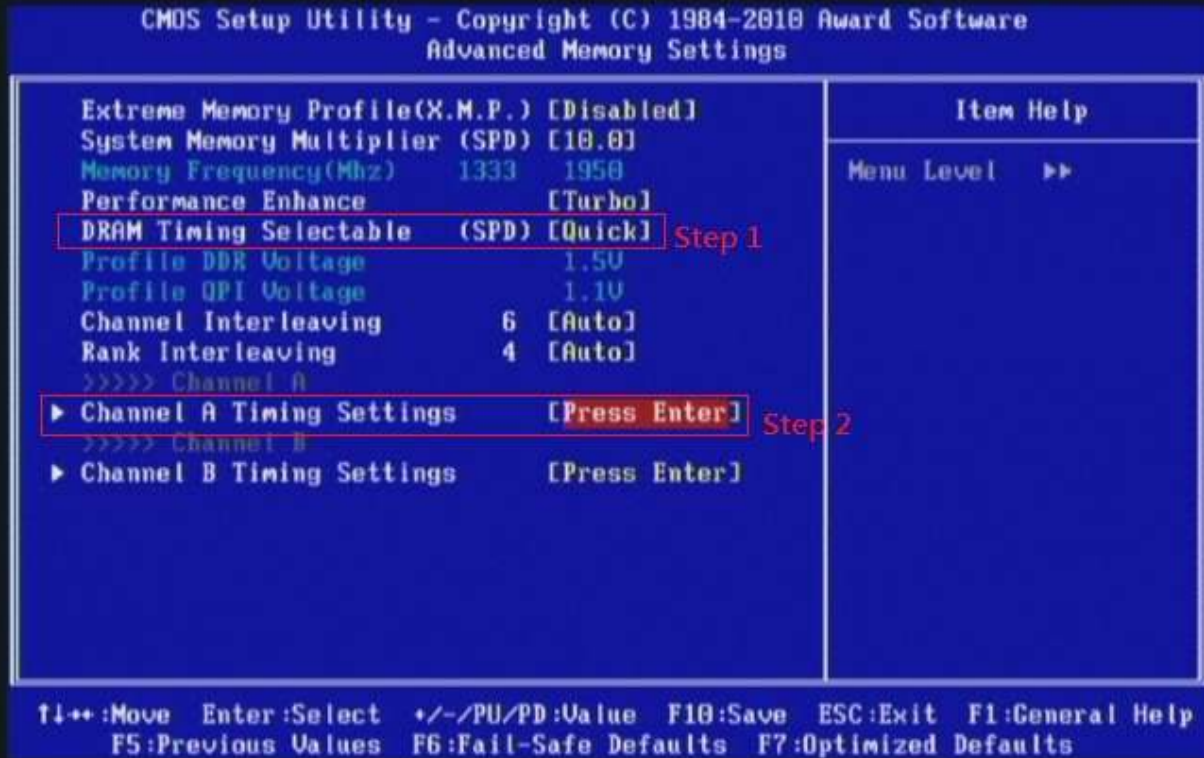 CMOS Setup Utility - Copyright (C) 1984-2010 Award Software
Advanced Memory Settings
Extreme Memory Profile(X.M.P.) [Disabled]
System Memory Multiplier (SPD) [10.0]
Memory Frequency(Mhz) 1333 1950
Performance Enhance [Turbo]
DRAM Timing Selectable (SPD) [Quick] Step 1
Profile DDR Voltage 1.5V
Profile QPI Voltage 1.1V
Channel Interleaving 6 [Auto]
Rank Interleaving 4 [Auto]
>>>>> Channel A
▶ Channel A Timing Settings [Press Enter] Step 2
>>>>> Channel B
▶ Channel B Timing Settings [Press Enter]
Item Help
Menu Level ▶▶
↑↓→←:Move Enter:Select +/-/PU/PD:Value F10:Save ESC:Exit F1:General Help
F5:Previous Values F6:Fail-Safe Defaults F7:Optimized Defaults